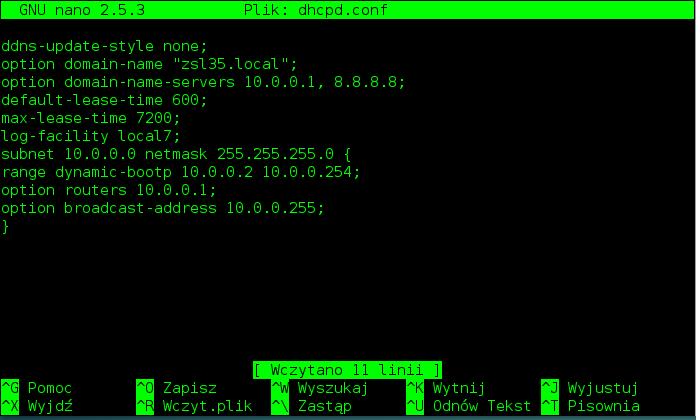 GNU nano 2.5.3 Plik: dhcpd.conf
ddns-update-style none;
option domain-name "zsl35.local";
option domain-name-servers 10.0.0.1, 8.8.8.8;
default-lease-time 600;
max-lease-time 7200;
log-facility local7;
subnet 10.0.0.0 netmask 255.255.255.0 {
range dynamic-bootp 10.0.0.2 10.0.0.254;
option routers 10.0.0.1;
option broadcast-address 10.0.0.255;
}
[ Wczytano 11 linii ]
^G Pomoc ^O Zapisz ^W Wyszukaj ^K Wytnij ^J Wyjustuj
^X Wyjdź ^R Wczyt.plik ^\ Zastąp ^U Odnów Tekst ^T Pisownia